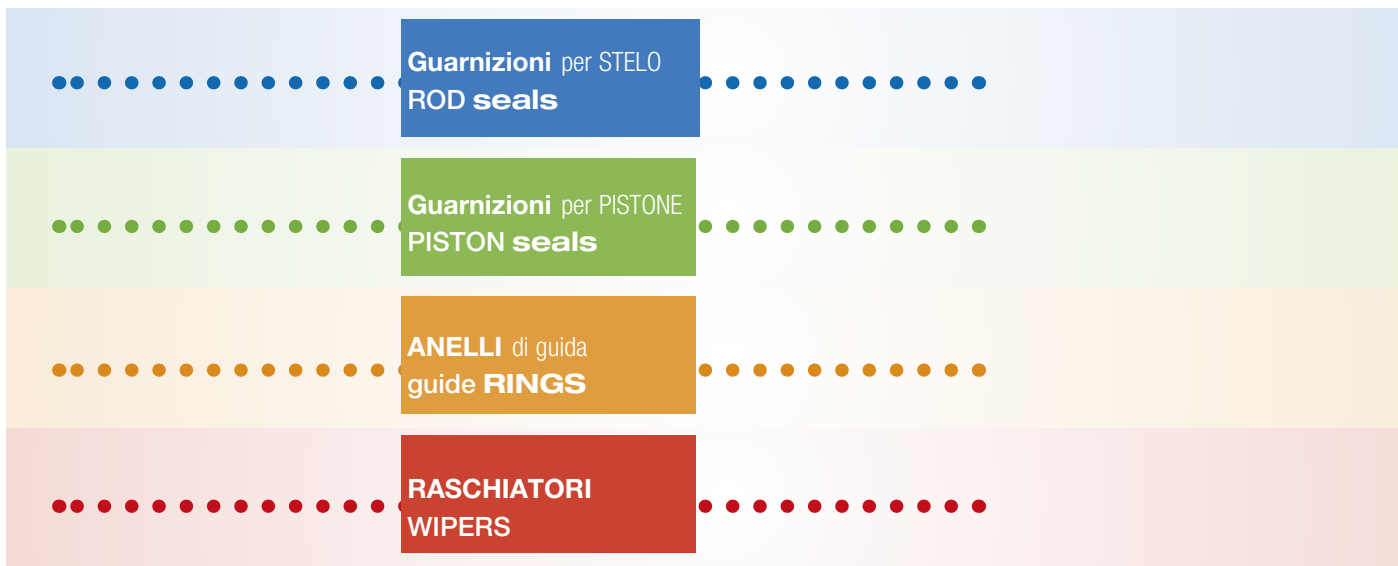 Guarnizioni per STELO
ROD seals
Guarnizioni per PISTONE
PISTON seals
ANELLI di guida
guide RINGS
RASCHIATORI
WIPERS